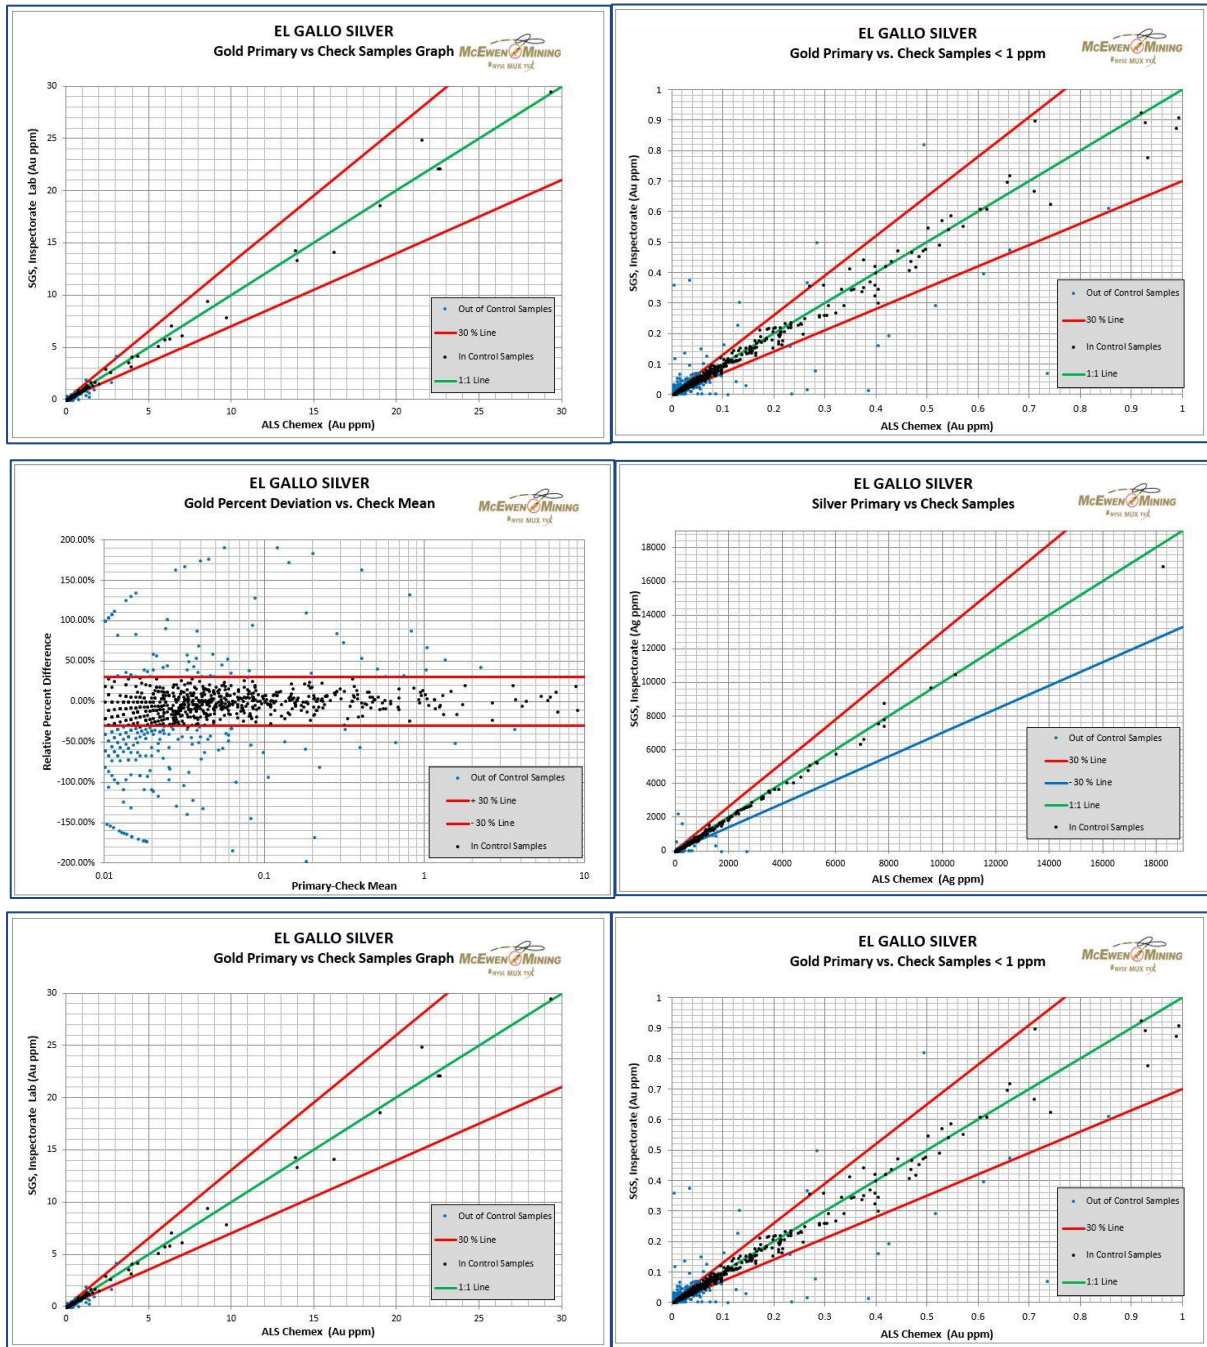 EL GALLO SILVER
Gold Primary vs Check Samples Graph
McEWEN MINING
NYSE MUX TSX
30
25
20
15
10
5
0
SGS, Inspectorate Lab (Au ppm)
Out of Control Samples
30 % Line
In Control Samples
1:1 Line
0 5 10 15 20 25 30
ALS Chemex (Au ppm)
EL GALLO SILVER
Gold Primary vs. Check Samples < 1 ppm
McEWEN MINING
NYSE MUX TSX
1
0.9
0.8
0.7
0.6
0.5
0.4
0.3
0.2
0.1
0
SGS, Inspectorate (Au ppm)
Out of Control Samples
30 % Line
In Control Samples
1:1 Line
0 0.1 0.2 0.3 0.4 0.5 0.6 0.7 0.8 0.9 1
ALS Chemex (Au ppm)
EL GALLO SILVER
Gold Percent Deviation vs. Check Mean
McEWEN MINING
NYSE MUX TSX
200.00%
150.00%
100.00%
50.00%
0.00%
-50.00%
-100.00%
-150.00%
-200.00%
Relative Percent Difference
Out of Control Samples
+ 30 % Line
- 30 % Line
In Control Samples
0.01 0.1 1 10
Primary-Check Mean
EL GALLO SILVER
Silver Primary vs Check Samples
McEWEN MINING
NYSE MUX TSX
18000
16000
14000
12000
10000
8000
6000
4000
2000
0
SGS, Inspectorate (Ag ppm)
Out of Control Samples
30 % Line
- 30 % Line
1:1 Line
In Control Samples
0 2000 4000 6000 8000 10000 12000 14000 16000 18000
ALS Chemex (Ag ppm)
EL GALLO SILVER
Gold Primary vs Check Samples Graph
McEWEN MINING
NYSE MUX TSX
30
25
20
15
10
5
0
SGS, Inspectorate Lab (Au ppm)
Out of Control Samples
30 % Line
In Control Samples
1:1 Line
0 5 10 15 20 25 30
ALS Chemex (Au ppm)
EL GALLO SILVER
Gold Primary vs. Check Samples < 1 ppm
McEWEN MINING
NYSE MUX TSX
1
0.9
0.8
0.7
0.6
0.5
0.4
0.3
0.2
0.1
0
SGS, Inspectorate (Au ppm)
Out of Control Samples
30 % Line
In Control Samples
1:1 Line
0 0.1 0.2 0.3 0.4 0.5 0.6 0.7 0.8 0.9 1
ALS Chemex (Au ppm)